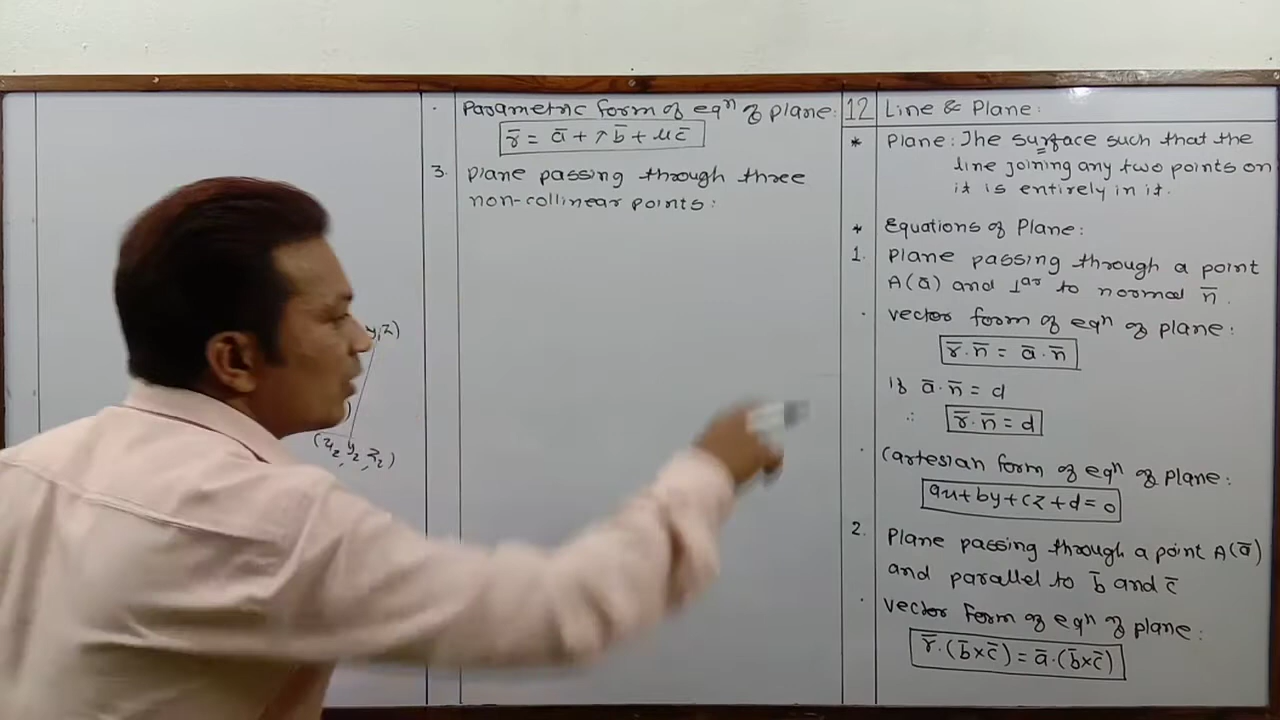 12 Line & Plane:
* Plane: The surface such that the
line joining any two points on
it is entirely in it.
* Equations of Plane:
1. Plane passing through a point
A(a̅) and ⊥ar to normal n̅.
· vector form of eqn of plane:
r̅.n̅ = a̅.n̅
if a̅.n̅ = d
∴ r̅.n̅ = d
· Cartesian form of eqn of plane:
ax+by+cz+d=0
2. Plane passing through a point A(a̅)
and parallel to b̅ and c̅
· vector form of eqn of plane:
r̅.(b̅×c̅) = a̅.(b̅×c̅)
· Parametric form of eqn of plane:
r̅ = a̅ + λb̅ + μc̅
3. Plane passing through three
non-collinear points:
y,z)
)
(x2, y2, z2)